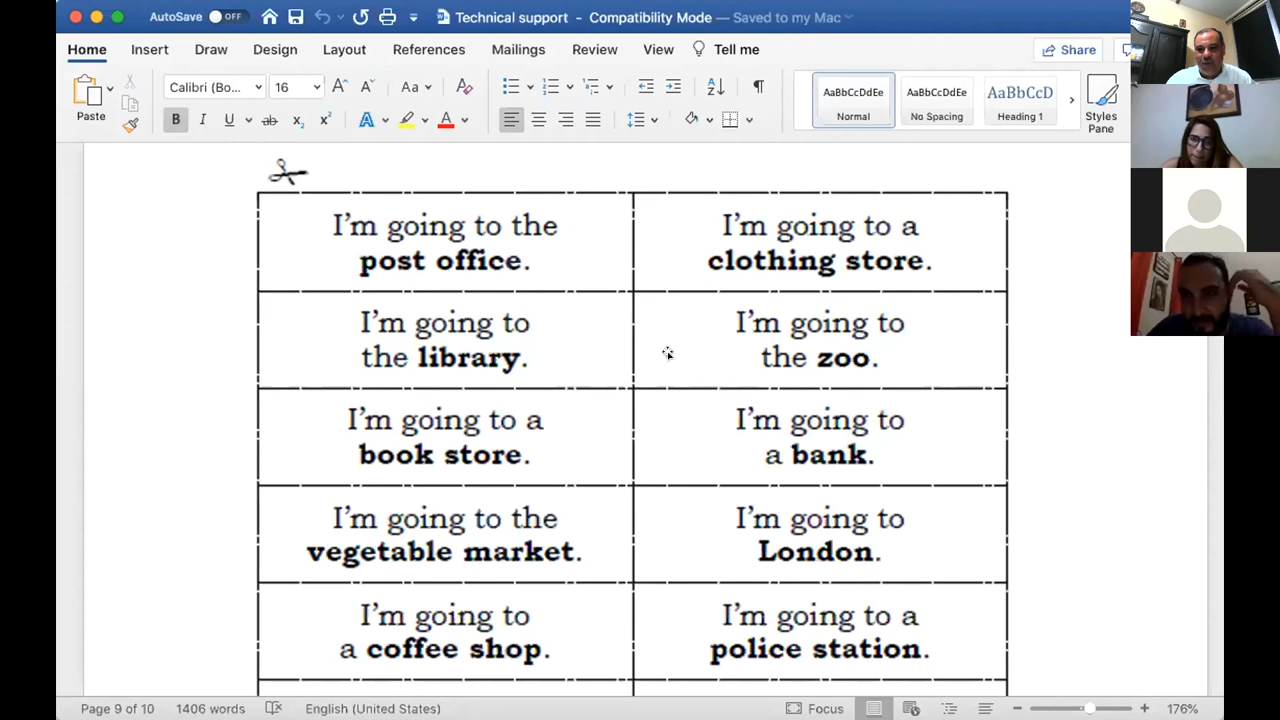 AutoSave OFF
Technical support - Compatibility Mode — Saved to my Mac
Home Insert Draw Design Layout References Mailings Review View Tell me
Share
Paste
Calibri (Bo... 16
AaBbCcDdEe AaBbCcDdEe AaBbCcD
Normal No Spacing Heading 1
Styles
Pane
I'm going to the
post office.
I'm going to a
clothing store.
I'm going to
the library.
I'm going to
the zoo.
I'm going to a
book store.
I'm going to
a bank.
I'm going to the
vegetable market.
I'm going to
London.
I'm going to
a coffee shop.
I'm going to a
police station.
Page 9 of 10 1406 words English (United States) Focus 176%